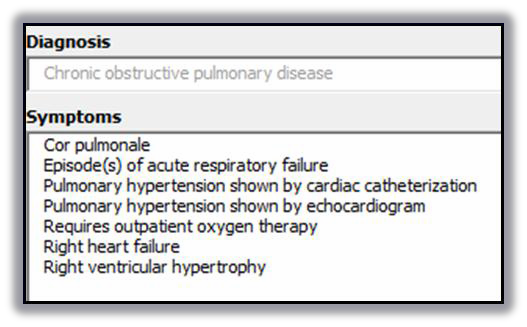 Diagnosis
Chronic obstructive pulmonary disease
Symptoms
Cor pulmonale
Episode(s) of acute respiratory failure
Pulmonary hypertension shown by cardiac catheterization
Pulmonary hypertension shown by echocardiogram
Requires outpatient oxygen therapy
Right heart failure
Right ventricular hypertrophy